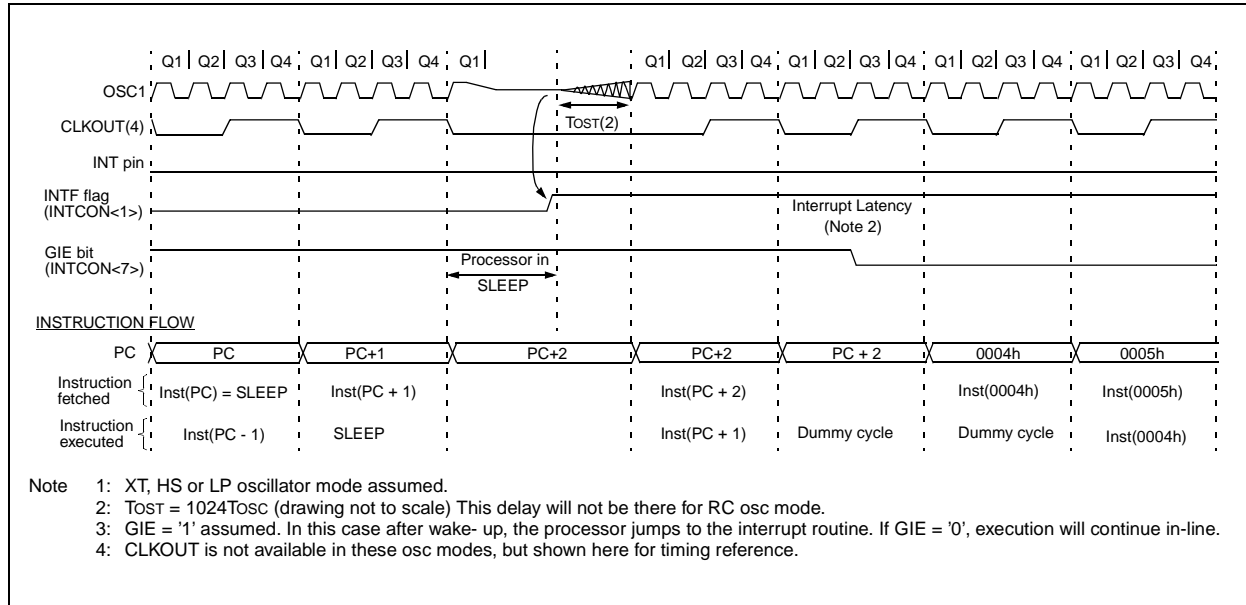 Q1 Q2 Q3 Q4 Q1 Q2 Q3 Q4 Q1 Q1 Q2 Q3 Q4 Q1 Q2 Q3 Q4 Q1 Q2 Q3 Q4 Q1 Q2 Q3 Q4
OSC1
CLKOUT(4)
TOST(2)
INT pin
INTF flag
(INTCON<1>)
Interrupt Latency
(Note 2)
GIE bit
(INTCON<7>)
Processor in
SLEEP
INSTRUCTION FLOW
PC PC PC+1 PC+2 PC+2 PC + 2 0004h 0005h
Instruction
fetched
Inst(PC) = SLEEP Inst(PC + 1) Inst(PC + 2) Inst(0004h) Inst(0005h)
Instruction
executed
Inst(PC - 1) SLEEP Inst(PC + 1) Dummy cycle Dummy cycle Inst(0004h)
Note 1: XT, HS or LP oscillator mode assumed.
2: TOST = 1024TOSC (drawing not to scale) This delay will not be there for RC osc mode.
3: GIE = '1' assumed. In this case after wake- up, the processor jumps to the interrupt routine. If GIE = '0', execution will continue in-line.
4: CLKOUT is not available in these osc modes, but shown here for timing reference.